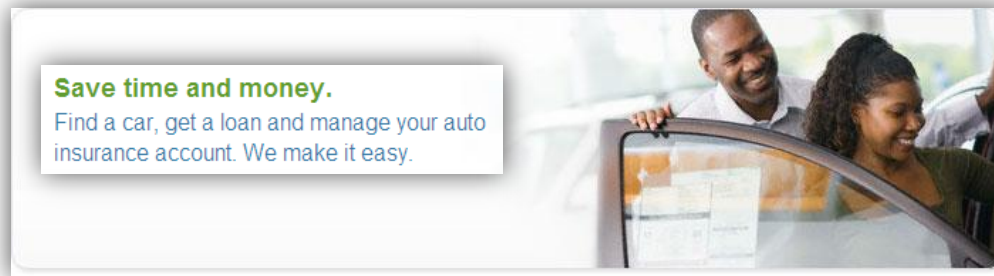 Save time and money.
Find a car, get a loan and manage your auto
insurance account. We make it easy.